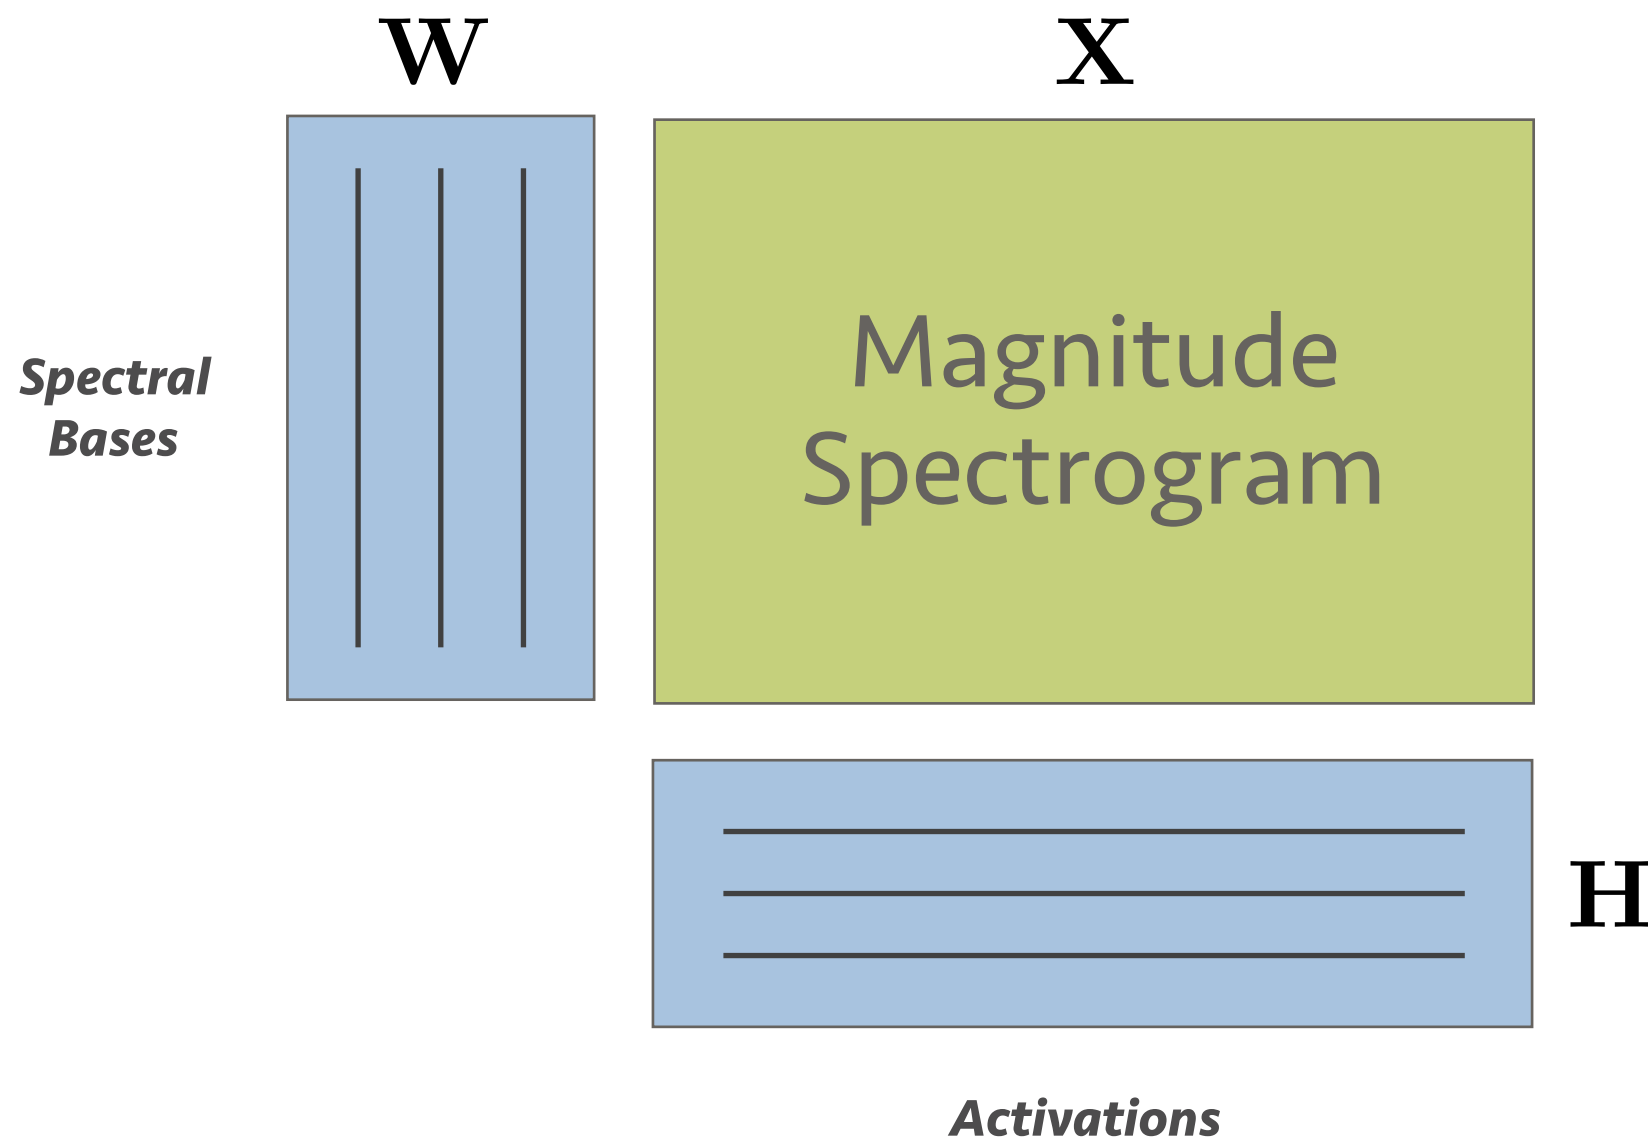 W
X
Magnitude
Spectrogram
Spectral
Bases
H
Activations